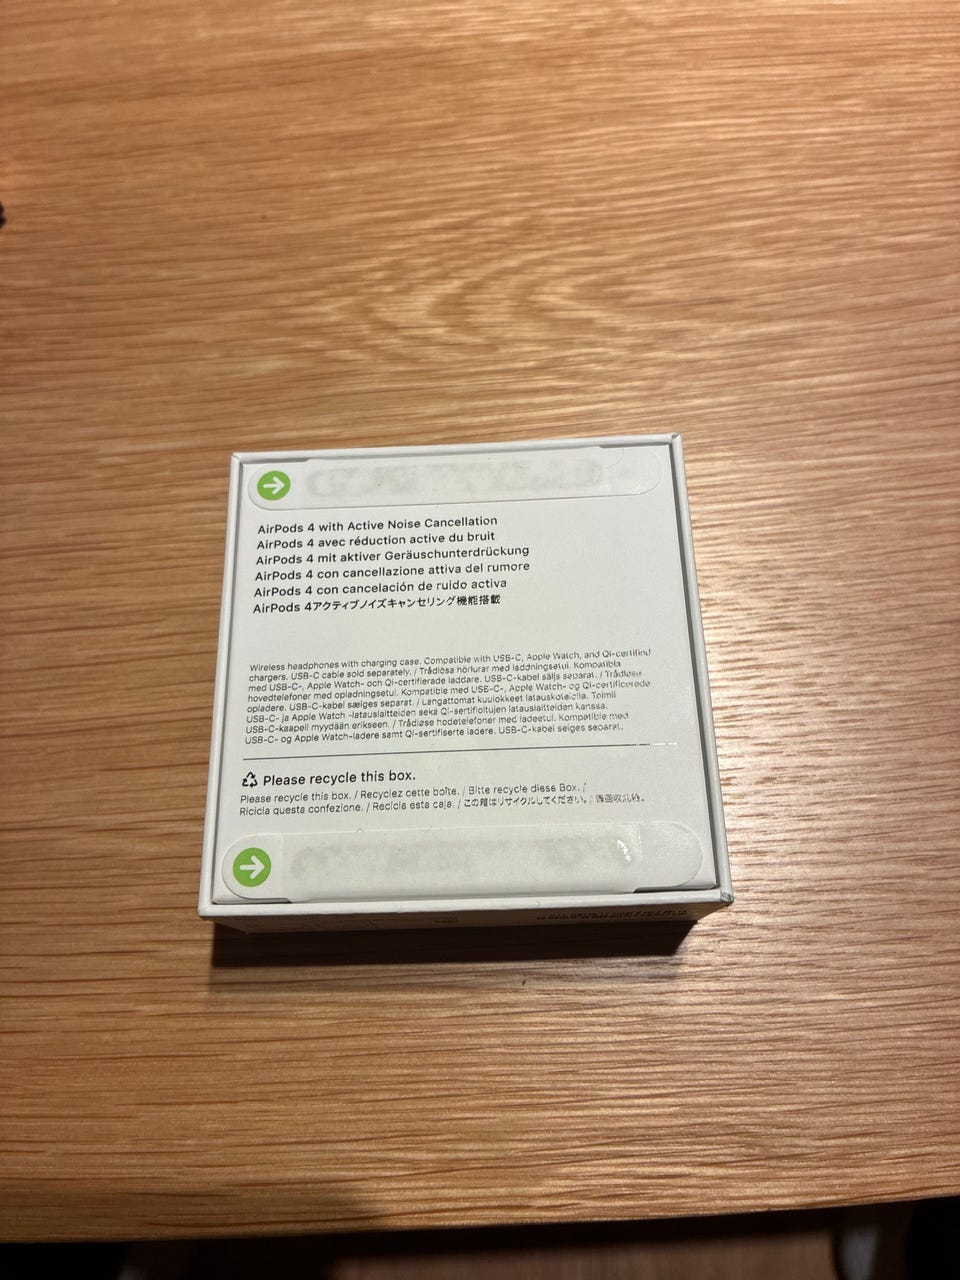 AirPods 4 with Active Noise Cancellation
AirPods 4 avec réduction active du bruit
AirPods 4 mit aktiver Geräuschunterdrückung
AirPods 4 con cancellazione attiva del rumore
AirPods 4 con cancelación de ruido activa
AirPods 4アクティブノイズキャンセリング機能搭載
Wireless headphones with charging case. Compatible with USB-C, Apple Watch, and Qi-certified
chargers. USB-C cable sold separately. / Trådlösa hörlurar med laddningsetui. Kompatibla
med USB-C-, Apple Watch- och Qi-certifierade laddare. USB-C-kabel säljs separat. / Trådløse
hovedtelefoner med opladningsetui. Kompatible med USB-C-, Apple Watch- og Qi-certificerede
opladere. USB-C-kabel sælges separat. / Langattomat kuulokkeet latauskotelolla. Toimii
USB-C- ja Apple Watch -latauslaitteiden sekä Qi-sertifioitujen latauslaitteiden kanssa.
USB-C-kaapeli myydään erikseen. / Trådløse hodetelefoner med ladeetui. Kompatible med
USB-C- og Apple Watch-ladere samt Qi-sertifiserte ladere. USB-C-kabel selges separat.
Please recycle this box.
Please recycle this box. / Recyclez cette boîte. / Bitte recycle diese Box. /
Ricicla questa confezione. / Recicla esta caja. / この箱はリサイクルしてください。 /